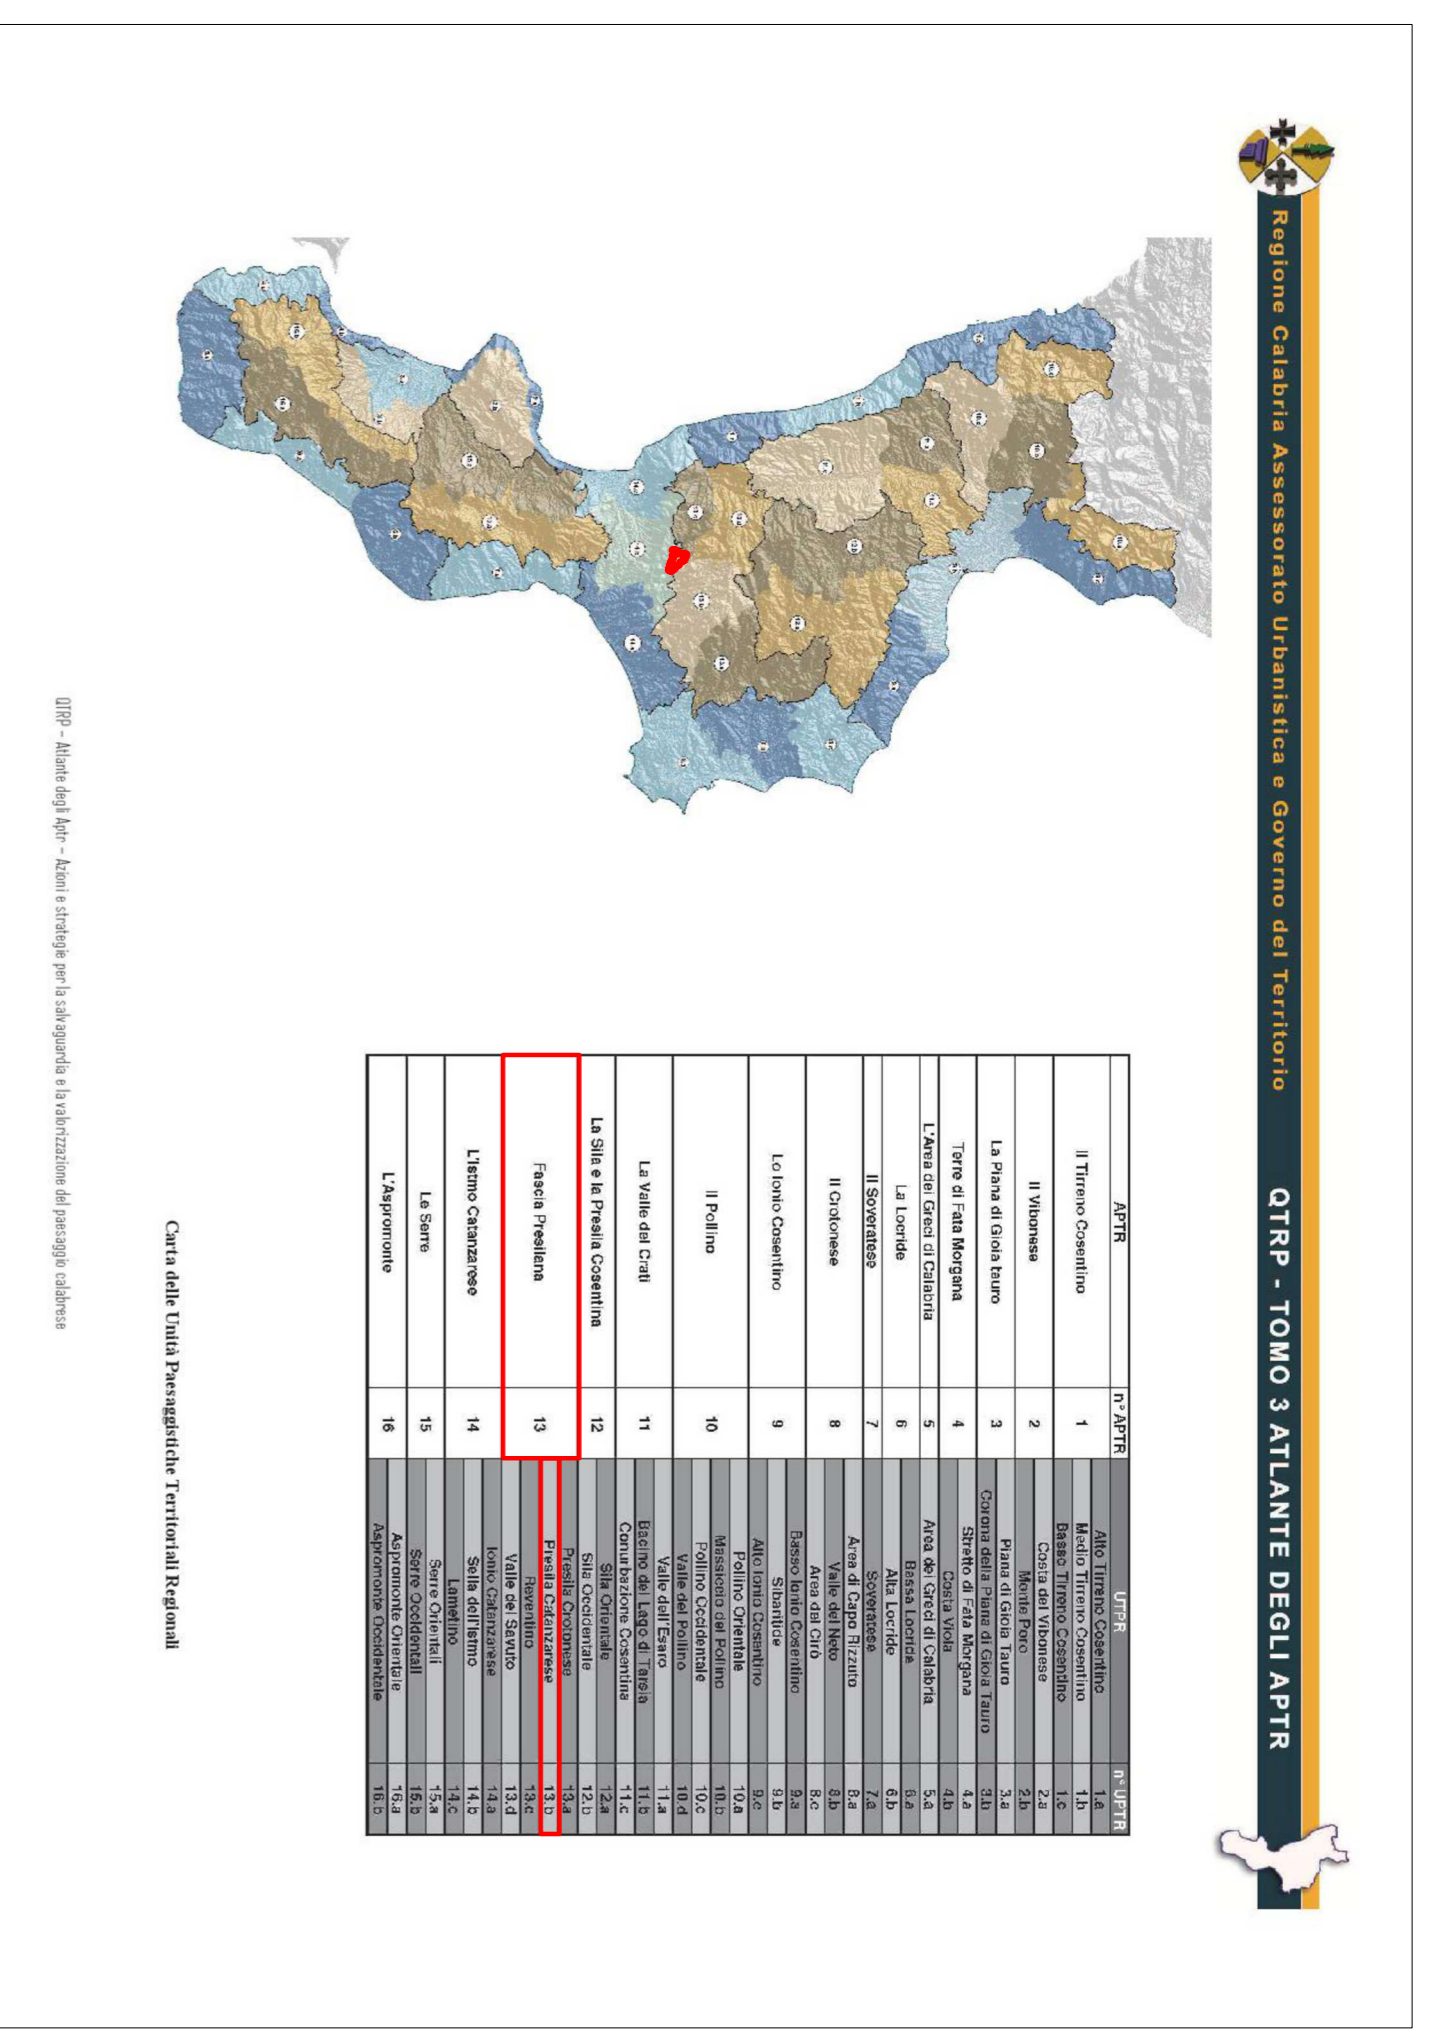 Regione Calabria Assessorato Urbanistica e Governo del Territorio QTRP - TOMO 3 ATLANTE DEGLI APTR
APTR n° APTR UTPR n° UPTR
Il Tirreno Cosentino 1 Alto Tirreno Cosentino 1.a
Medio Tirreno Cosentino 1.b
Basso Tirreno Cosentino 1.c
Il Vibonese 2 Costa del Vibonese 2.a
Monte Poro 2.b
La Piana di Gioia tauro 3 Piana di Gioia Tauro 3.a
Corona della Piana di Gioia Tauro 3.b
Terre di Fata Morgana 4 Stretto di Fata Morgana 4.a
Costa Viola 4.b
L'Area dei Greci di Calabria 5 Area dei Greci di Calabria 5.a
La Locride 6 Bassa Locride 6.a
Alta Locride 6.b
Il Soveratese 7 Soveratese 7.a
Il Crotonese 8 Area di Capo Rizzuto 8.a
Valle del Neto 8.b
Area del Cirò 8.c
Lo Ionio Cosentino 9 Basso Ionio Cosentino 9.a
Sibaritide 9.b
Alto Ionio Cosentino 9.c
Il Pollino 10 Pollino Orientale 10.a
Massiccio del Pollino 10.b
Pollino Occidentale 10.c
Valle del Pollino 10.d
La Valle del Crati 11 Valle dell'Esaro 11.a
Bacino del Lago di Tarsia 11.b
Conurbazione Cosentina 11.c
La Sila e la Presila Cosentina 12 Sila Orientale 12.a
Sila Occidentale 12.b
Fascia Presilana 13 Presila Crotonese 13.a
Presila Catanzarese 13.b
Reventino 13.c
Valle del Savuto 13.d
L'Istmo Catanzarese 14 Ionio Catanzarese 14.a
Sella dell'Istmo 14.b
Lametino 14.c
Le Serre 15 Serre Orientali 15.a
Serre Occidentali 15.b
L'Aspromonte 16 Aspromonte Orientale 16.a
Aspromonte Occidentale 16.b
Carta delle Unità Paesaggistiche Territoriali Regionali
QTRP – Atlante degli Aptr – Azioni e strategie per la salvaguardia e la valorizzazione del paesaggio calabrese